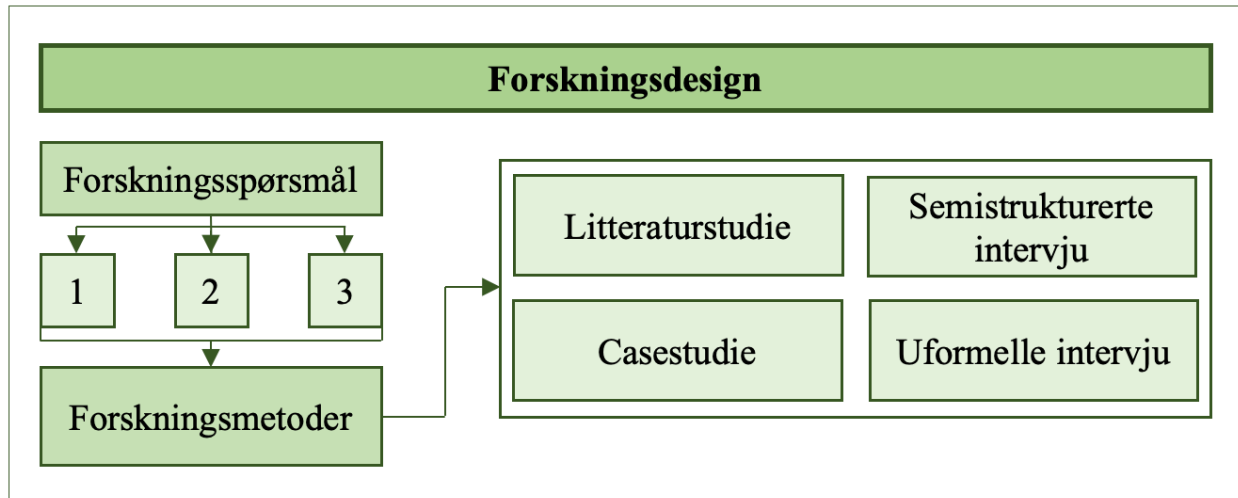 Forskningsdesign
Forskningsspørsmål
1
2
3
Forskningsmetoder
Litteraturstudie
Semistrukturerte
intervju
Casestudie
Uformelle intervju